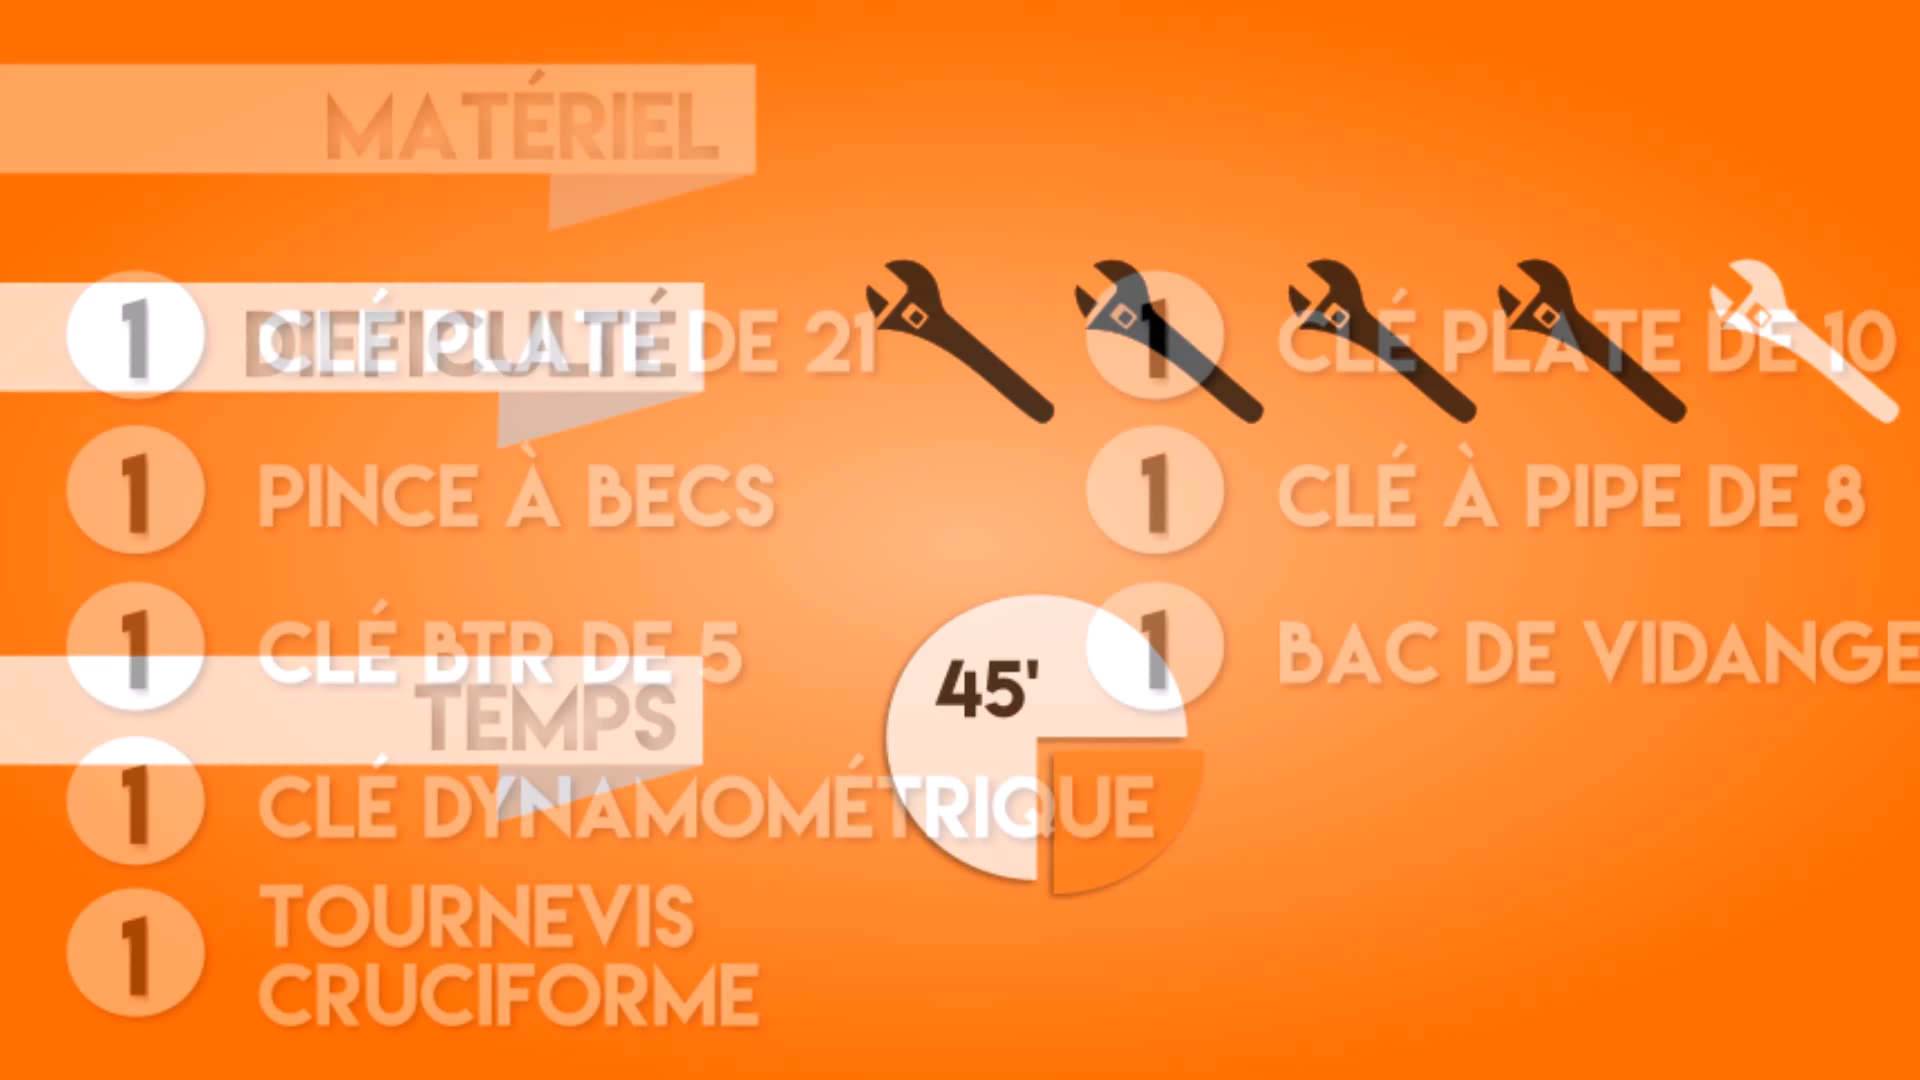 MATÉRIEL
DIFFICULTÉ
1 CLÉ PLATE DE 21
1 CLÉ PLATE DE 10
1 PINCE À BECS
1 CLÉ À PIPE DE 8
1 CLÉ BTR DE 5
1 BAC DE VIDANGE
45'
TEMPS
1 CLÉ DYNAMOMÉTRIQUE
1 TOURNEVIS
CRUCIFORME